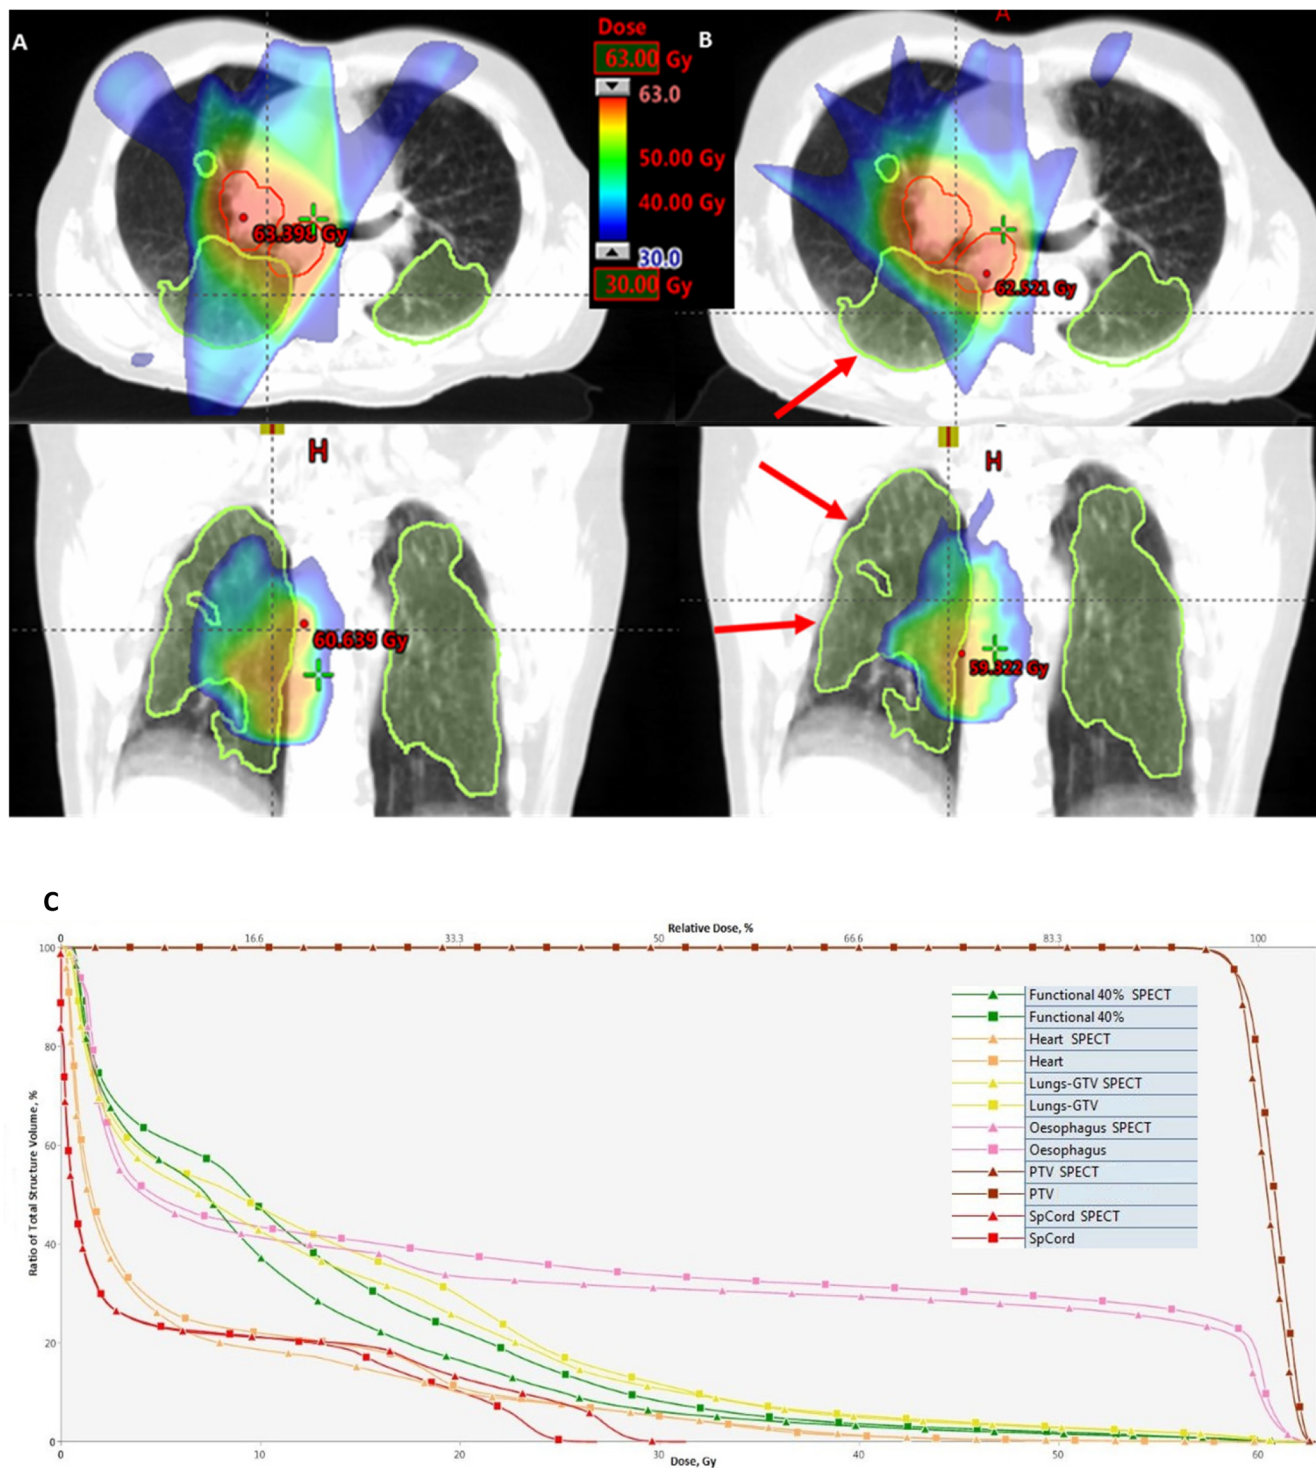 A
Dose
63.00 Gy
63.0
50.00 Gy
40.00 Gy
30.0
30.00 Gy
63.398 Gy
B
A
62.521 Gy
H
60.639 Gy
H
59.322 Gy
C
Relative Dose, %
0 16.6 33.3 50 66.6 83.3 100
Ratio of Total Structure Volume, %
100
80
60
40
20
0
Functional 40% SPECT
Functional 40%
Heart SPECT
Heart
Lungs-GTV SPECT
Lungs-GTV
Oesophagus SPECT
Oesophagus
PTV SPECT
PTV
SpCord SPECT
SpCord
0 10 20 30 40 50 60
Dose, Gy